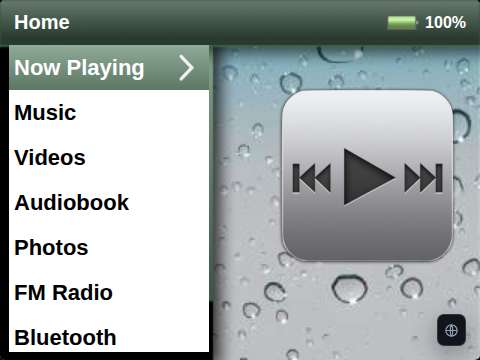 Home
100%
Now Playing
Music
Videos
Audiobook
Photos
FM Radio
Bluetooth